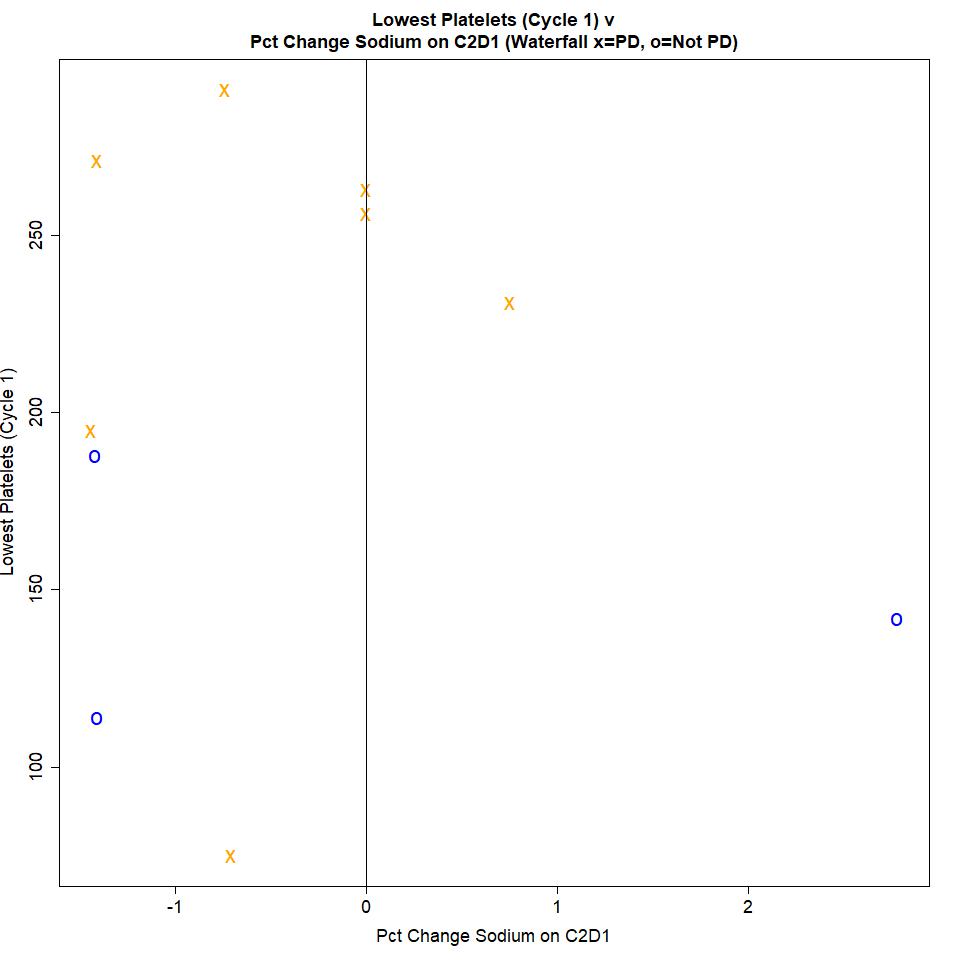 Lowest Platelets (Cycle 1) v
Pct Change Sodium on C2D1 (Waterfall x=PD, o=Not PD)
X
X
X
X
250
X
200
X
O
Lowest Platelets (Cycle 1)
150
O
O
100
X
-1 0 1 2
Pct Change Sodium on C2D1